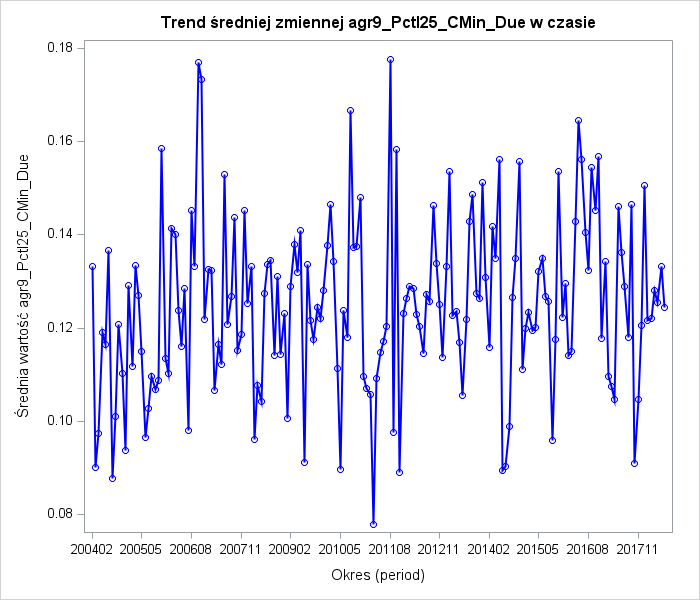 Trend średniej zmiennej agr9_Pctl25_CMin_Due w czasie
Średnia wartość agr9_Pctl25_CMin_Due
0.18
0.16
0.14
0.12
0.10
0.08
200402 200505 200608 200711 200902 201005 201108 201211 201402 201505 201608 201711
Okres (period)